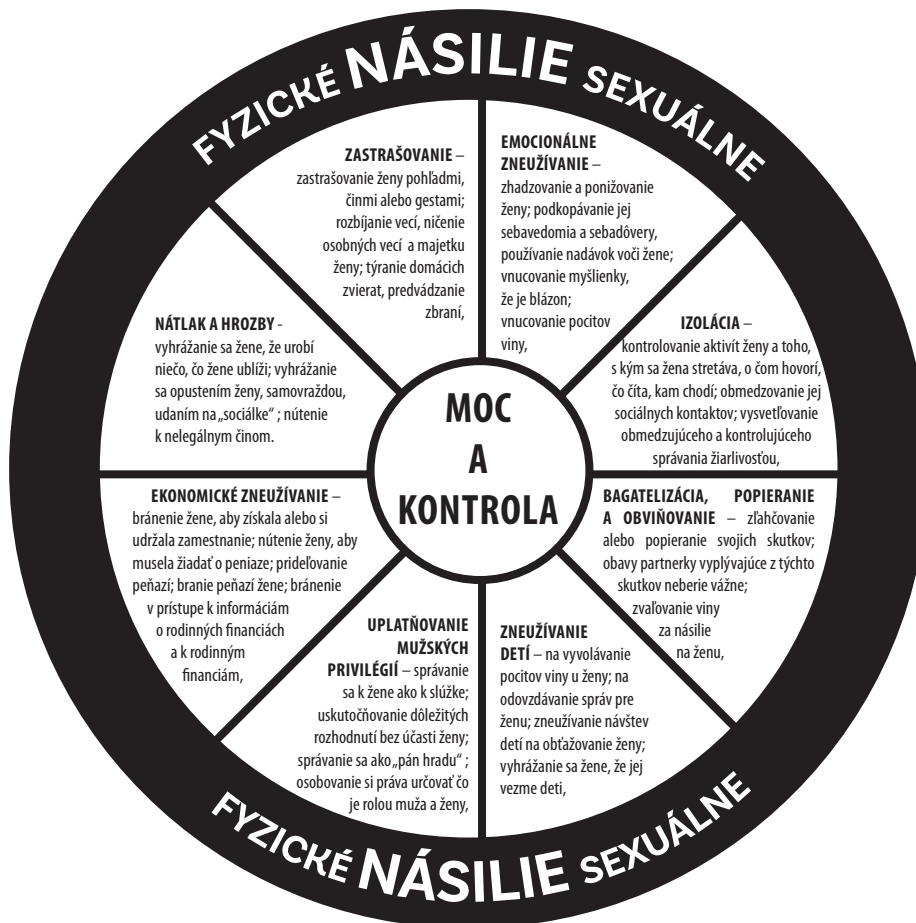 FYZICKÉ NÁSILIE SEXUÁLNE
ZASTRAŠOVANIE –
zastrašovanie ženy pohľadmi,
činmi alebo gestami;
rozbíjanie vecí, ničenie
osobných vecí a majetku
ženy; týranie domácich
zvierat, predvádzanie
zbraní,
EMOCIONÁLNE
ZNEUŽÍVANIE –
zhadzovanie a ponižovanie
ženy; podkopávanie jej
sebavedomia a sebadôvery,
používanie nadávok voči žene;
vnucovanie myšlienky,
že je blázon;
vnucovanie pocitov
viny,
NÁTLAK A HROZBY -
vyhrážanie sa žene, že urobí
niečo, čo žene ublíži; vyhrážanie
sa opustením ženy, samovraždou,
udaním na „sociálke“ ; nútenie
k nelegálnym činom.
IZOLÁCIA –
kontrolovanie aktivít ženy a toho,
s kým sa žena stretáva, o čom hovorí,
čo číta, kam chodí; obmedzovanie jej
sociálnych kontaktov; vysvetľovanie
obmedzujúceho a kontrolujúceho
správania žiarlivosťou,
MOC
A
KONTROLA
EKONOMICKÉ ZNEUŽÍVANIE –
bránenie žene, aby získala alebo si
udržala zamestnanie; nútenie ženy, aby
musela žiadať o peniaze; prideľovanie
peňazí; branie peňazí žene; bránenie
v prístupe k informáciám
o rodinných financiách
a k rodinným
financiám,
BAGATELIZÁCIA, POPIERANIE
A OBVIŇOVANIE – zľahčovanie
alebo popieranie svojich skutkov;
obavy partnerky vyplývajúce z týchto
skutkov neberie vážne;
zvaľovanie viny
za násilie
na ženu,
UPLATŇOVANIE
MUŽSKÝCH
PRIVILÉGIÍ – správanie
sa k žene ako k slúžke;
uskutočňovanie dôležitých
rozhodnutí bez účasti ženy;
správanie sa ako „pán hradu“ ;
osobovanie si práva určovať čo
je rolou muža a ženy,
ZNEUŽÍVANIE
DETÍ – na vyvolávanie
pocitov viny u ženy; na
odovzdávanie správ pre
ženu; zneužívanie návštev
detí na obťažovanie ženy;
vyhrážanie sa žene, že jej
vezme deti,
FYZICKÉ NÁSILIE SEXUÁLNE